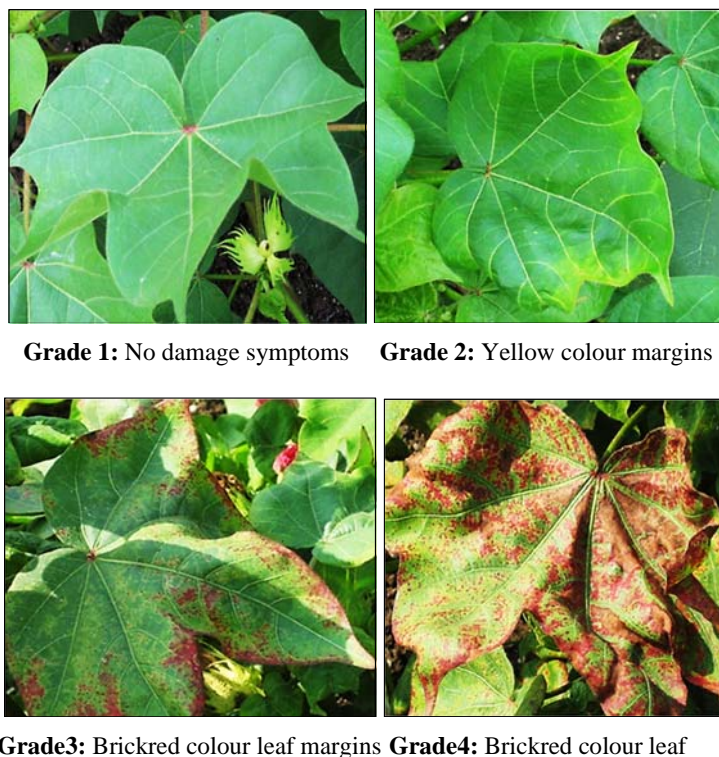 Grade 1: No damage symptoms
Grade 2: Yellow colour margins
Grade3: Brickred colour leaf margins
Grade4: Brickred colour leaf